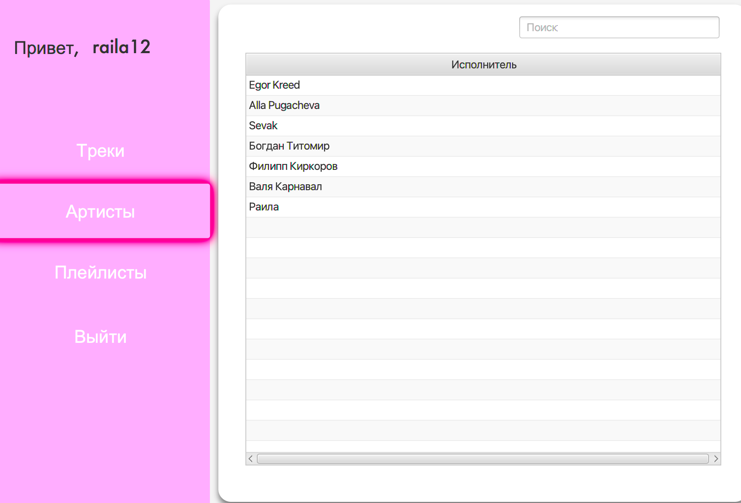 Привет, raila12
Треки
Артисты
Плейлисты
Выйти
Поиск
Исполнитель
Egor Kreed
Alla Pugacheva
Sevak
Богдан Титомир
Филипп Киркоров
Валя Карнавал
Раила